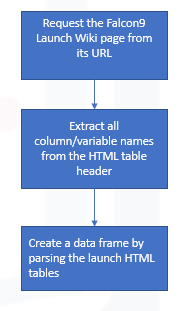 Request the Falcon9
Launch Wiki page from
its URL
Extract all
column/variable names
from the HTML table
header
Create a data frame by
parsing the launch HTML
tables